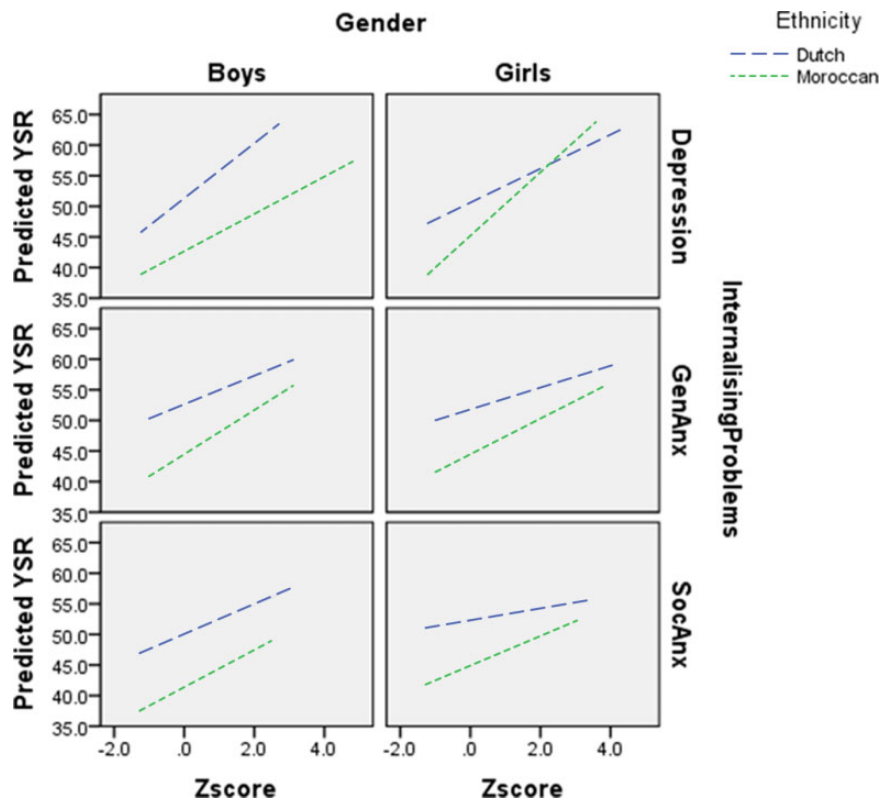 Gender
Ethnicity
Dutch
Moroccan
Boys
Girls
Predicted YSR
65.0
60.0
55.0
50.0
45.0
40.0
35.0
Depression
Predicted YSR
65.0
60.0
55.0
50.0
45.0
40.0
35.0
GenAnx
InternalisingProblems
Predicted YSR
65.0
60.0
55.0
50.0
45.0
40.0
35.0
SocAnx
-2.0 .0 2.0 4.0 -2.0 .0 2.0 4.0
Zscore Zscore